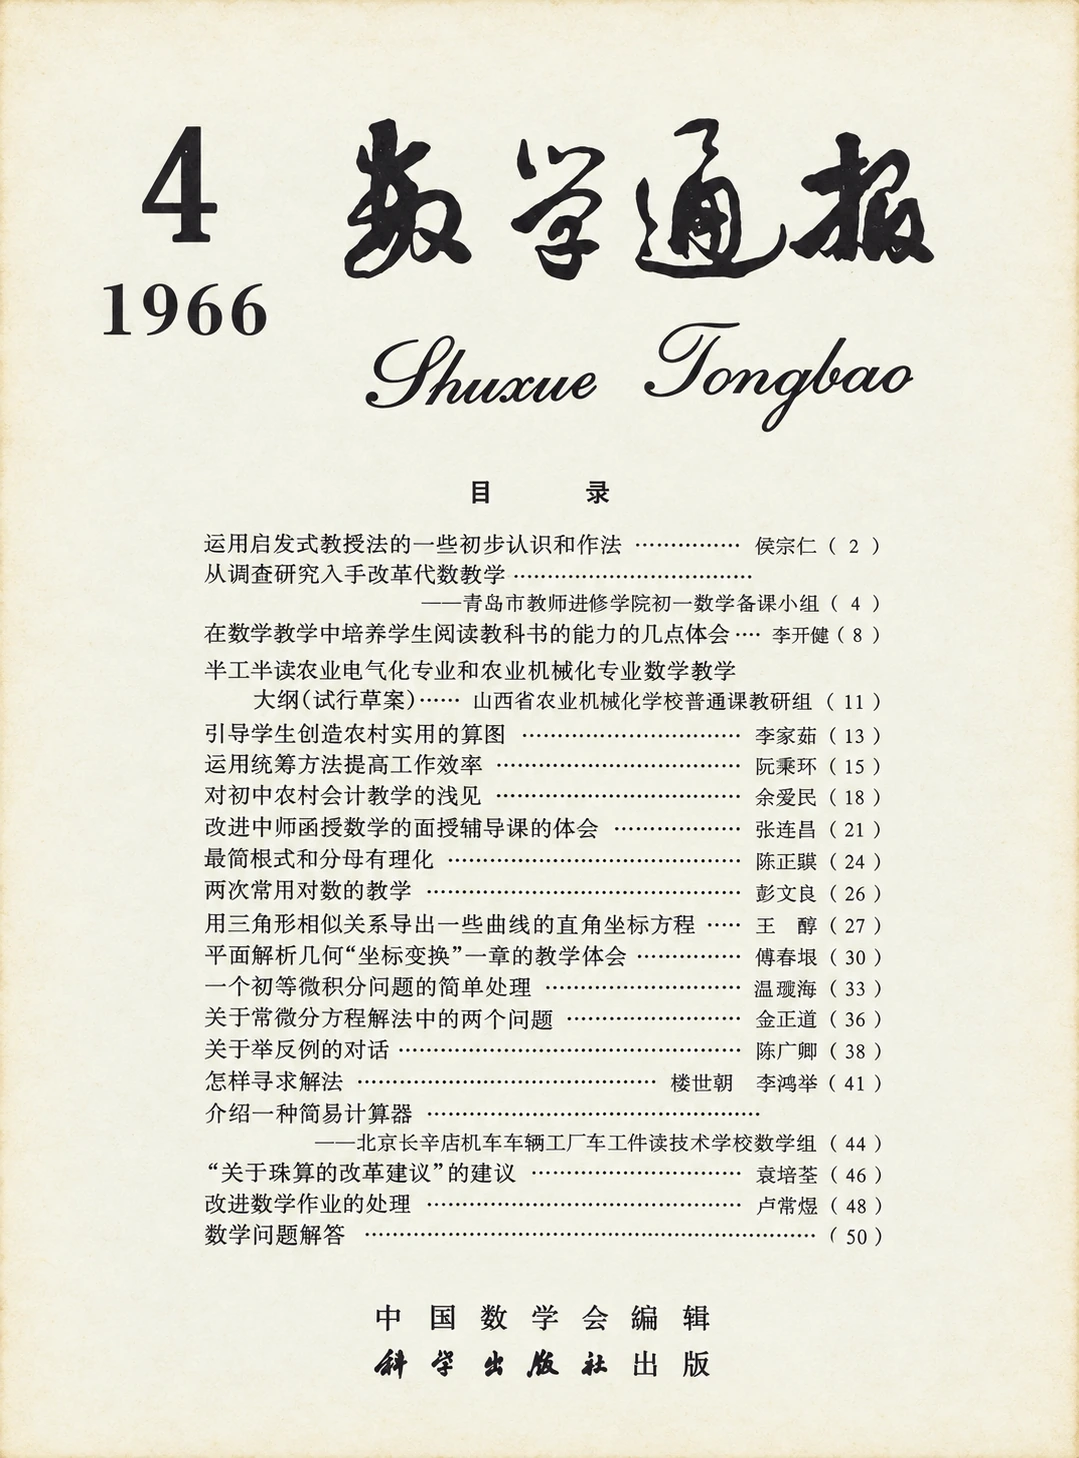 4
1966
数学通报
Shuxue Tongbao
目 录
运用启发式教授法的一些初步认识和作法 …………… 侯宗仁 ( 2 )
从调查研究入手改革代数教学 ……………………………
——青岛市教师进修学院初一数学备课小组 ( 4 )
在数学教学中培养学生阅读教科书的能力的几点体会 …. 李开健 ( 8 )
半工半读农业电气化专业和农业机械化专业数学教学
大纲(试行草案)…… 山西省农业机械化学校普通课教研组 ( 11 )
引导学生创造农村实用的算图 ………………………… 李家茹 ( 13 )
运用统筹方法提高工作效率 …………………………… 阮乘环 ( 15 )
对初中农村会计教学的浅见 …………………………… 余爱民 ( 18 )
改进中师函授数学的面授辅导课的体会 ……………… 张连昌 ( 21 )
最简根式和分母有理化 ………………………………… 陈正 ( 24 )
两次常用对数的教学 …………………………………… 彭文良 ( 26 )
用三角形相似关系导出一些曲线的直角坐标方程 ….. 王 醇 ( 27 )
平面解析几何“坐标变换”一章的教学体会 …………… 傅春垠 ( 30 )
一个初等微积分问题的简单处理 ……………………… 温海 ( 33 )
关于常微分方程解法中的两个问题 …………………… 金正道 ( 36 )
关于举反例的对话 ……………………………………… 陈广卿 ( 38 )
怎样寻求解法 …………………………………… 楼世朝 李鸿举 ( 41 )
介绍一种简易计算器 ………………………………………
——北京长辛店机车车辆工厂车工件读技术学校数学组 ( 44 )
“关于珠算的改革建议”的建议 ………………………… 袁培荃 ( 46 )
改进数学作业的处理 …………………………………… 卢常煜 ( 48 )
数学问题解答 …………………………………………………… ( 50 )
中国数学会编辑
科学出版社出版